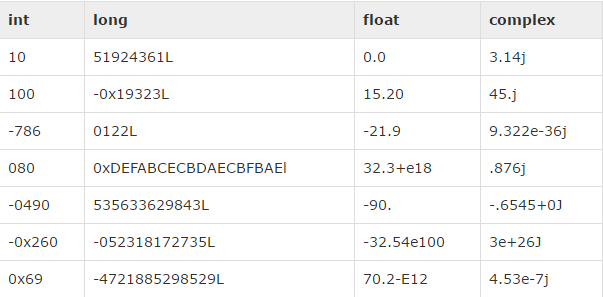 int long float complex
10 51924361L 0.0 3.14j
100 -0x19323L 15.20 45.j
-786 0122L -21.9 9.322e-36j
080 0xDEFABCECBDAECBFBAEl 32.3+e18 .876j
-0490 535633629843L -90. -.6545+0J
-0x260 -052318172735L -32.54e100 3e+26J
0x69 -4721885298529L 70.2-E12 4.53e-7j